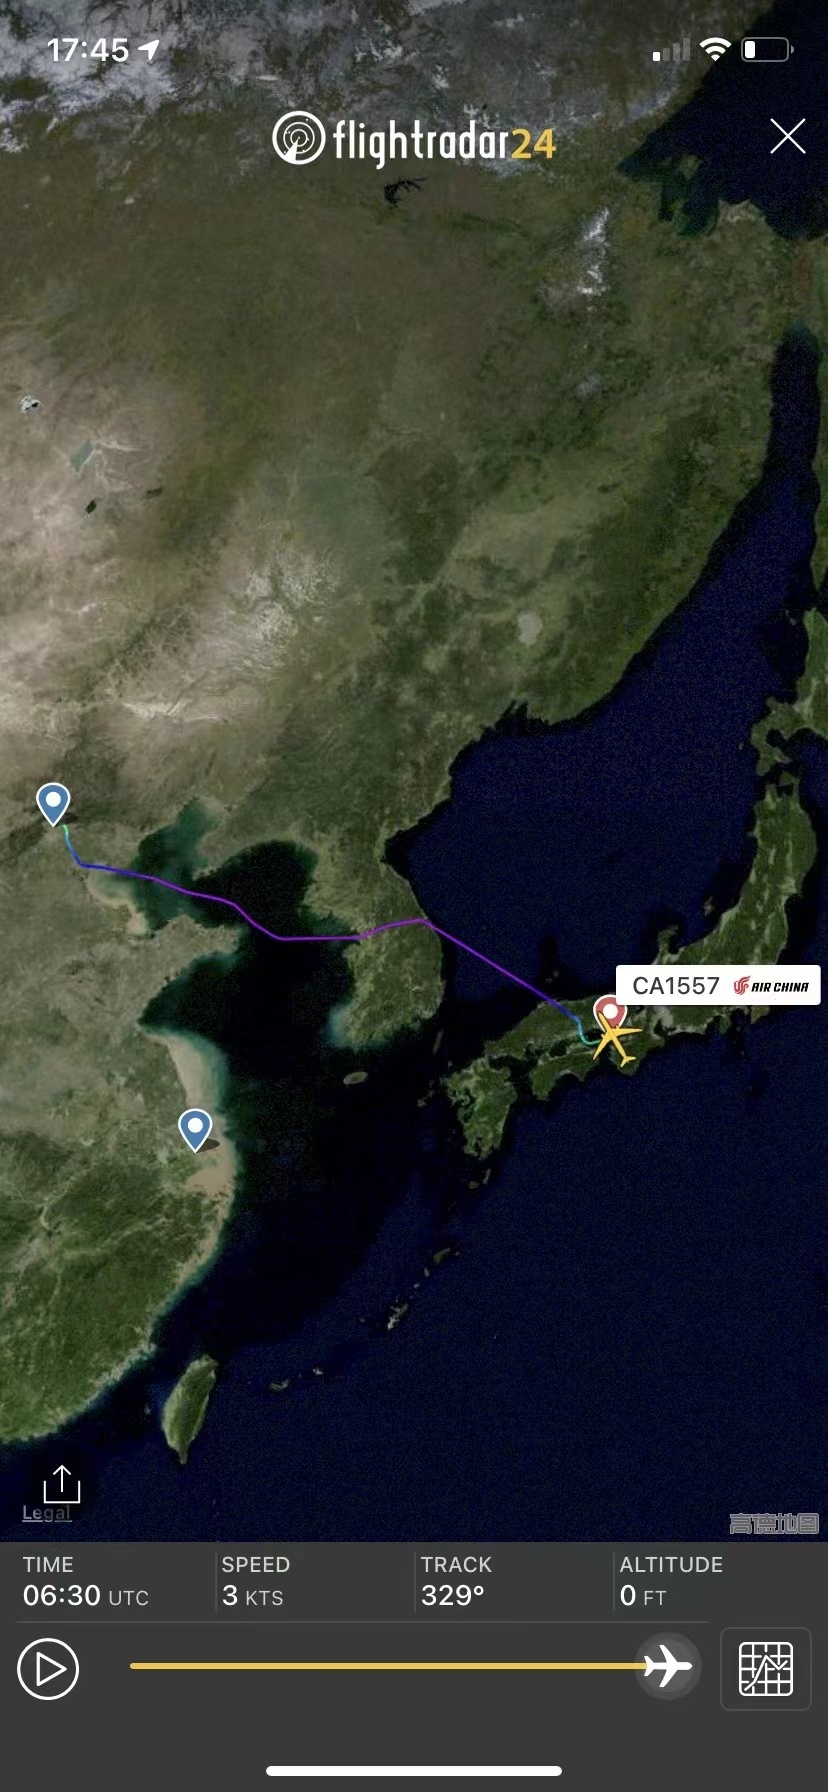 17:45
flightradar24
CA1557 AIR CHINA
Legal
高德地图
TIME SPEED TRACK ALTITUDE
06:30 UTC 3 KTS 329° 0 FT